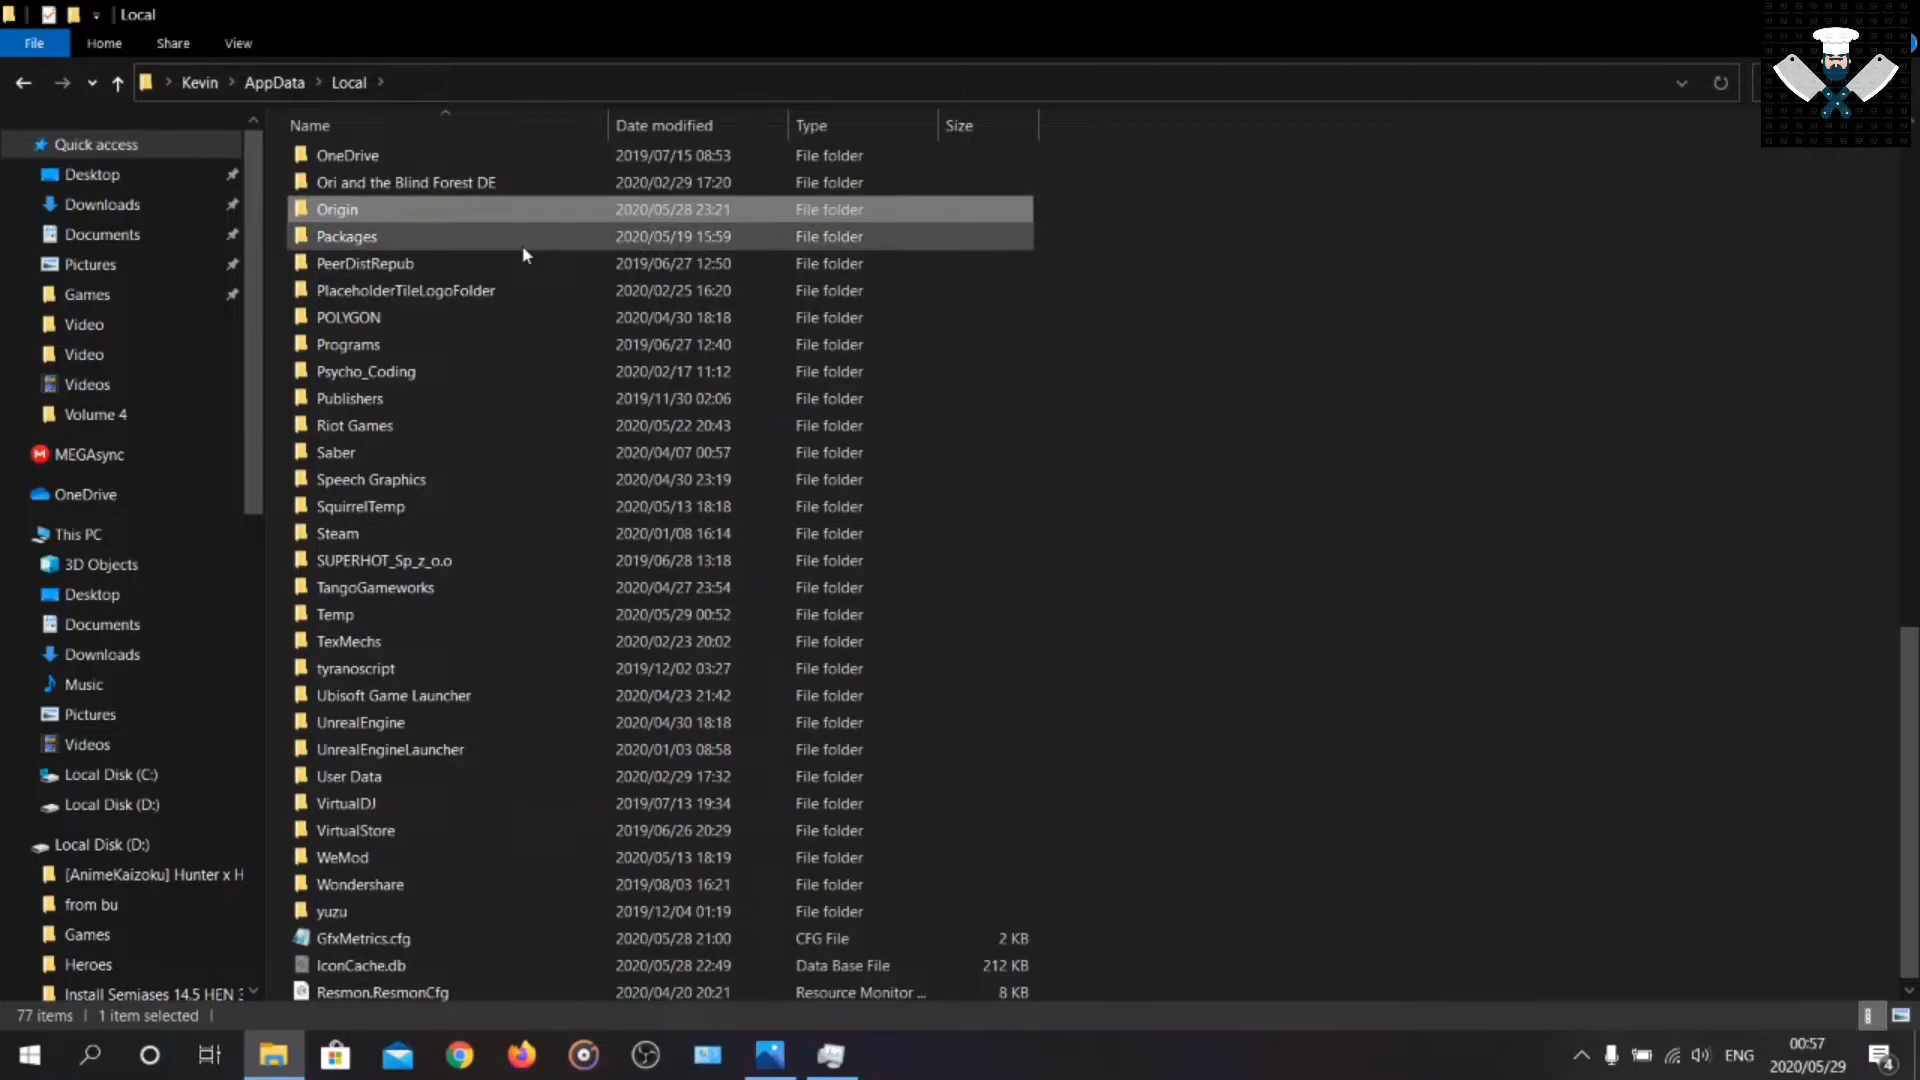 Local
File Home Share View
Kevin AppData Local
Name Date modified Type Size
Quick access
Desktop
Downloads
Documents
Pictures
Games
Video
Video
Videos
Volume 4
MEGAsync
OneDrive
This PC
3D Objects
Desktop
Documents
Downloads
Music
Pictures
Videos
Local Disk (C:)
Local Disk (D:)
Local Disk (D:)
[AnimeKaizoku] Hunter x H
from bu
Games
Heroes
Install Semiases 14.5 HEN 3
OneDrive 2019/07/15 08:53 File folder
Ori and the Blind Forest DE 2020/02/29 17:20 File folder
Origin 2020/05/28 23:21 File folder
Packages 2020/05/19 15:59 File folder
PeerDistRepub 2019/06/27 12:50 File folder
PlaceholderTileLogoFolder 2020/02/25 16:20 File folder
POLYGON 2020/04/30 18:18 File folder
Programs 2019/06/27 12:40 File folder
Psycho_Coding 2020/02/17 11:12 File folder
Publishers 2019/11/30 02:06 File folder
Riot Games 2020/05/22 20:43 File folder
Saber 2020/04/07 00:57 File folder
Speech Graphics 2020/04/30 23:19 File folder
SquirrelTemp 2020/05/13 18:18 File folder
Steam 2020/01/08 16:14 File folder
SUPERHOT_Sp_z_o.o 2019/06/28 13:18 File folder
TangoGameworks 2020/04/27 23:54 File folder
Temp 2020/05/29 00:52 File folder
TexMechs 2020/02/23 20:02 File folder
tyranoscript 2019/12/02 03:27 File folder
Ubisoft Game Launcher 2020/04/23 21:42 File folder
UnrealEngine 2020/04/30 18:18 File folder
UnrealEngineLauncher 2020/01/03 08:58 File folder
User Data 2020/02/29 17:32 File folder
VirtualDJ 2019/07/13 19:34 File folder
VirtualStore 2019/06/26 20:29 File folder
WeMod 2020/05/13 18:19 File folder
Wondershare 2019/08/03 16:21 File folder
yuzu 2019/12/04 01:19 File folder
GfxMetrics.cfg 2020/05/28 21:00 CFG File 2 KB
IconCache.db 2020/05/28 22:49 Data Base File 212 KB
Resmon.ResmonCfg 2020/04/20 20:21 Resource Monitor ... 8 KB
77 items 1 item selected
ENG
00:57
2020/05/29
4